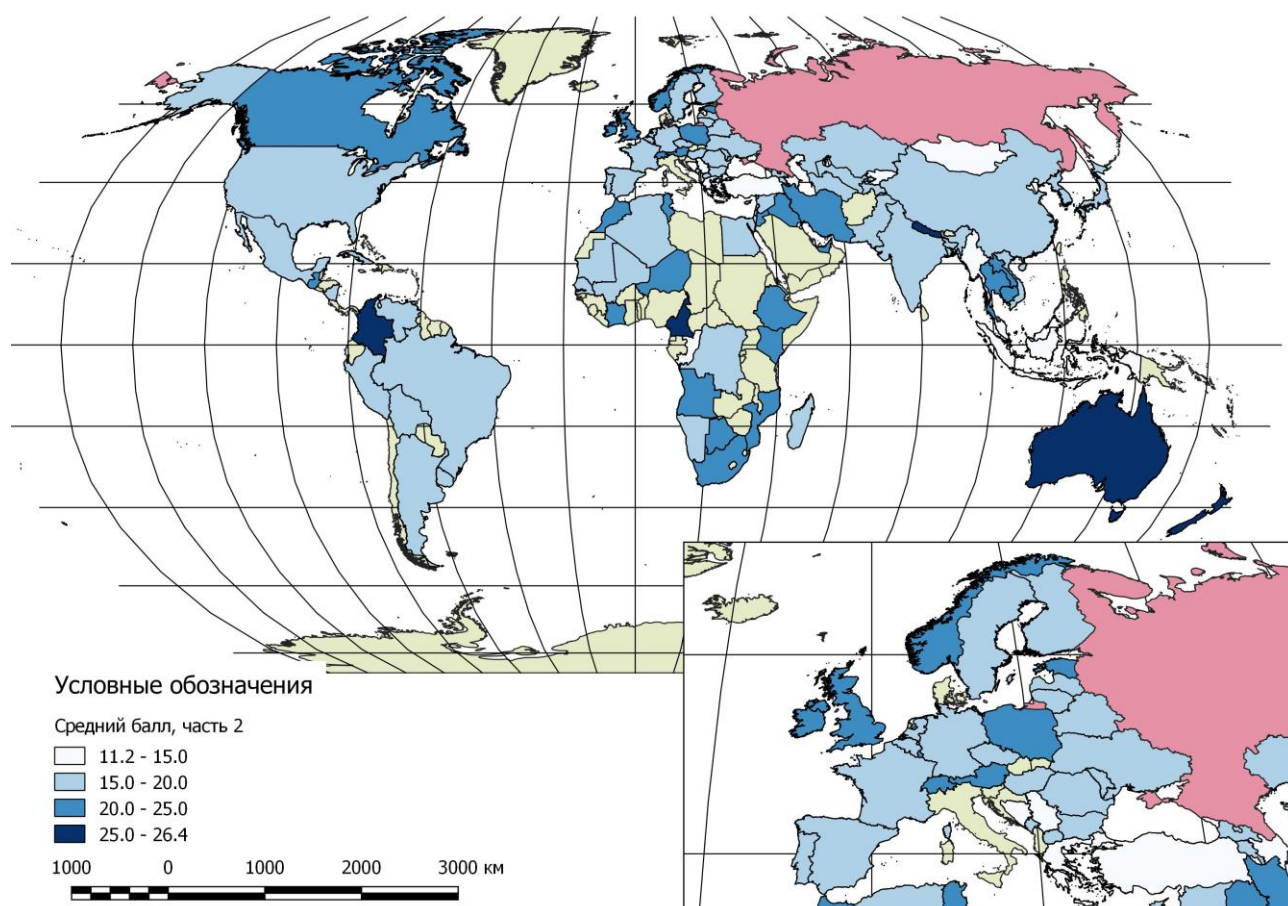 Условные обозначения
Средний балл, часть 2
11.2 - 15.0
15.0 - 20.0
20.0 - 25.0
25.0 - 26.4
1000 0 1000 2000 3000 км